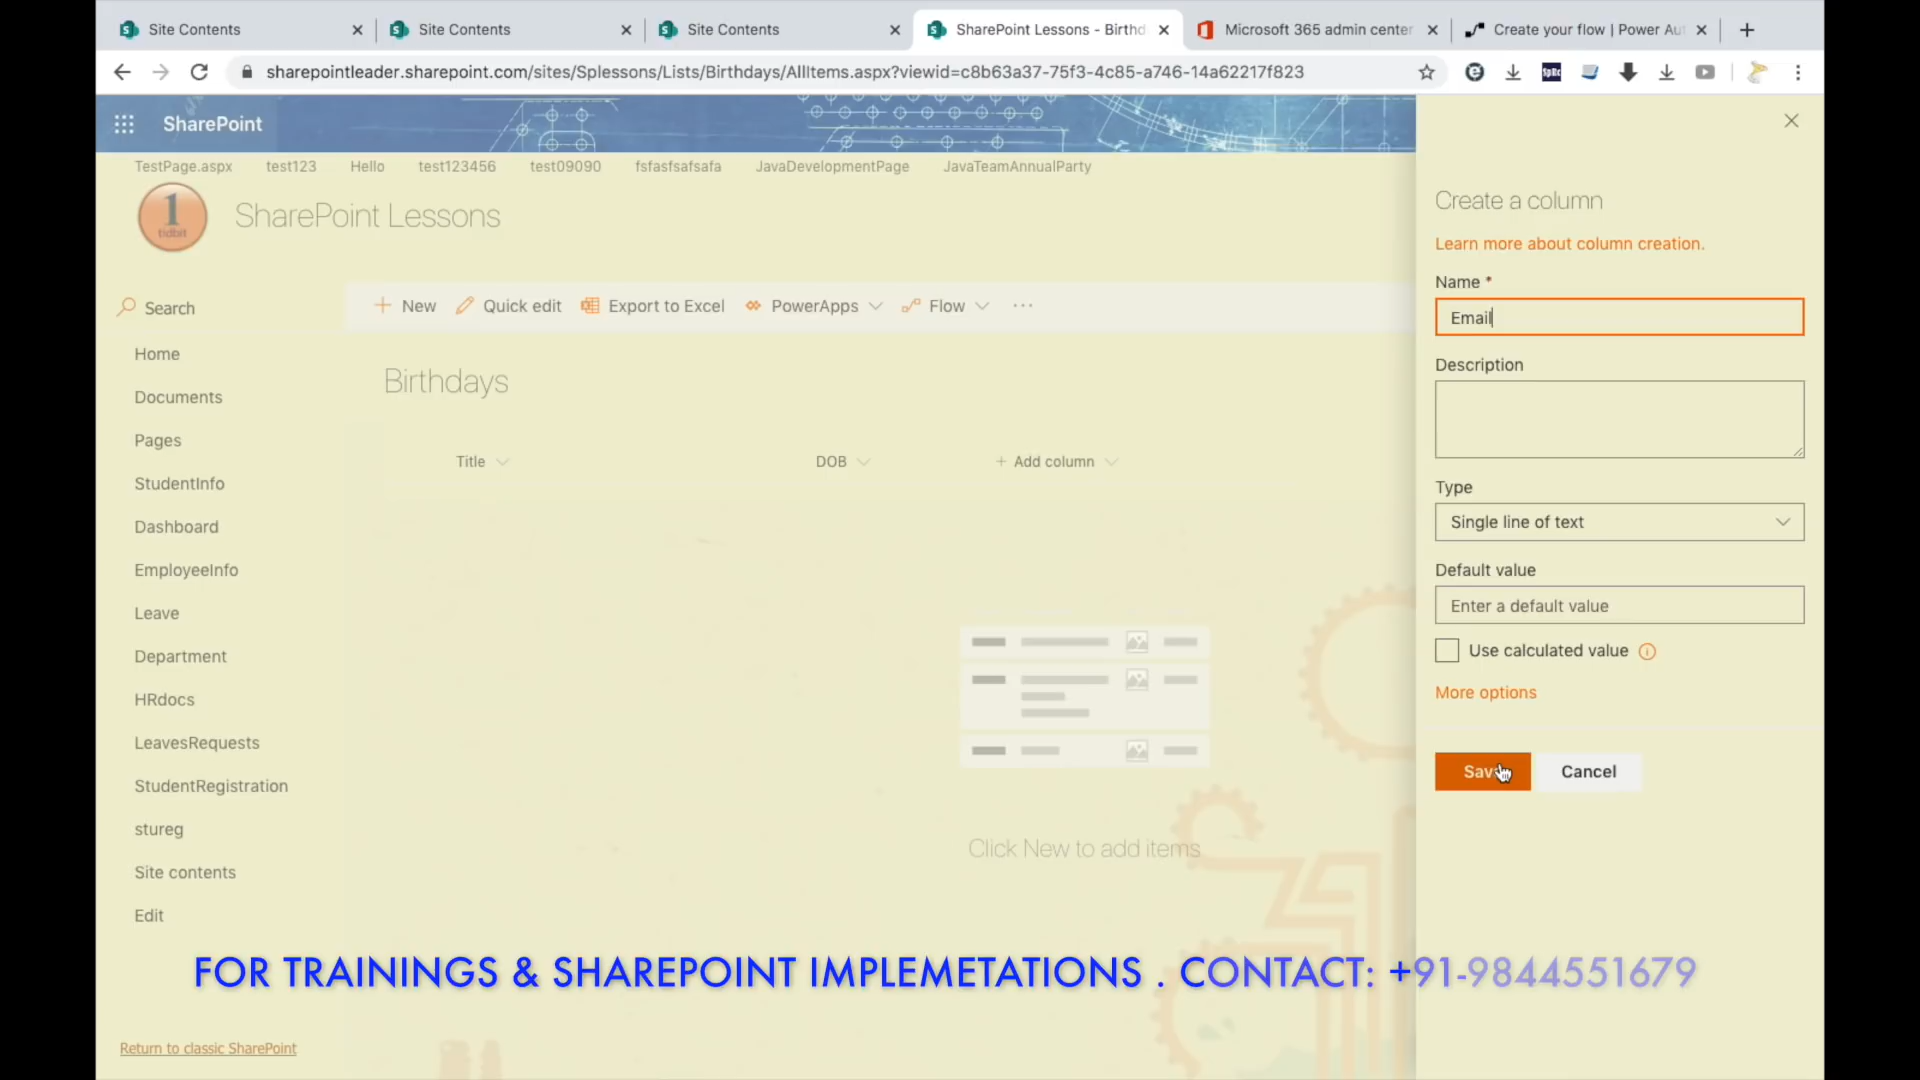 Site Contents
Site Contents
Site Contents
SharePoint Lessons - Birthd
Microsoft 365 admin center
Create your flow | Power Aut
sharepointleader.sharepoint.com/sites/Splessons/Lists/Birthdays/AllItems.aspx?viewid=c8b63a37-75f3-4c85-a746-14a62217f823
SharePoint
TestPage.aspx test123 Hello test123456 test09090 fsfasfsafsafa JavaDevelopmentPage JavaTeamAnnualParty
1
tidbit
SharePoint Lessons
Search
New Quick edit Export to Excel PowerApps Flow ...
Home
Documents
Pages
StudentInfo
Dashboard
EmployeeInfo
Leave
Department
HRdocs
LeavesRequests
StudentRegistration
stureg
Site contents
Edit
Return to classic SharePoint
Birthdays
Title DOB + Add column
Click New to add items
Create a column
Learn more about column creation.
Name *
Email
Description
Type
Single line of text
Default value
Enter a default value
Use calculated value
More options
Save Cancel
FOR TRAININGS & SHAREPOINT IMPLEMETATIONS . CONTACT: +91-9844551679